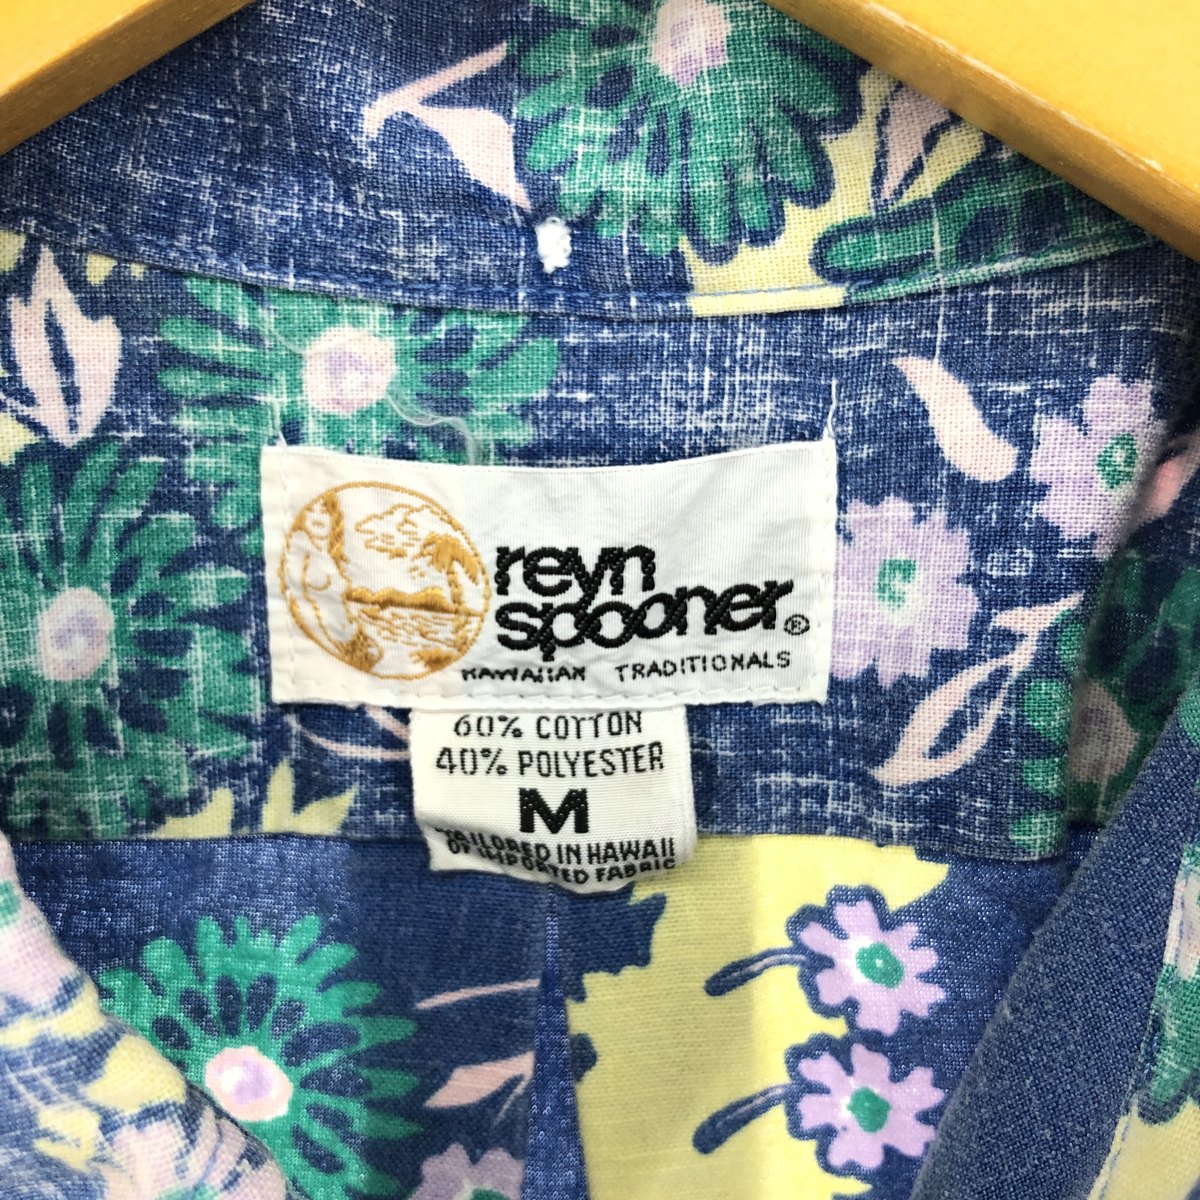 reyn
spooner®
HAWAIIAN TRADITIONALS
60% COTTON
40% POLYESTER
M
TAILORED IN HAWAII
OF IMPORTED FABRIC